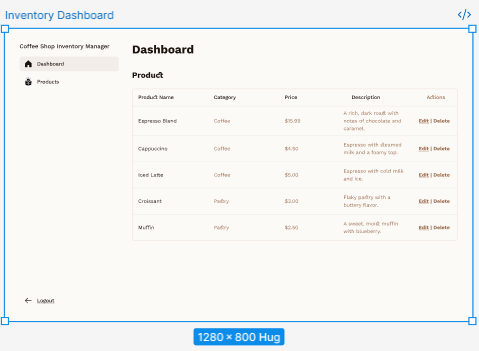 Inventory Dashboard
</>
Coffee Shop Inventory Manager
Dashboard
Products
Logout
Dashboard
Product
Product Name Category Price Description Actions
Espresso Blend Coffee $15.99 A rich, dark roast with
notes of chocolate and
caramel.
Edit | Delete
Cappuccino Coffee $4.50 Espresso with steamed
milk and a foamy top.
Edit | Delete
Iced Latte Coffee $5.00 Espresso with cold milk
and ice.
Edit | Delete
Croissant Pastry $3.00 Flaky pastry with a
buttery flavor.
Edit | Delete
Muffin Pastry $2.50 A sweet, moist muffin
with blueberry.
Edit | Delete
1280 × 800 Hug